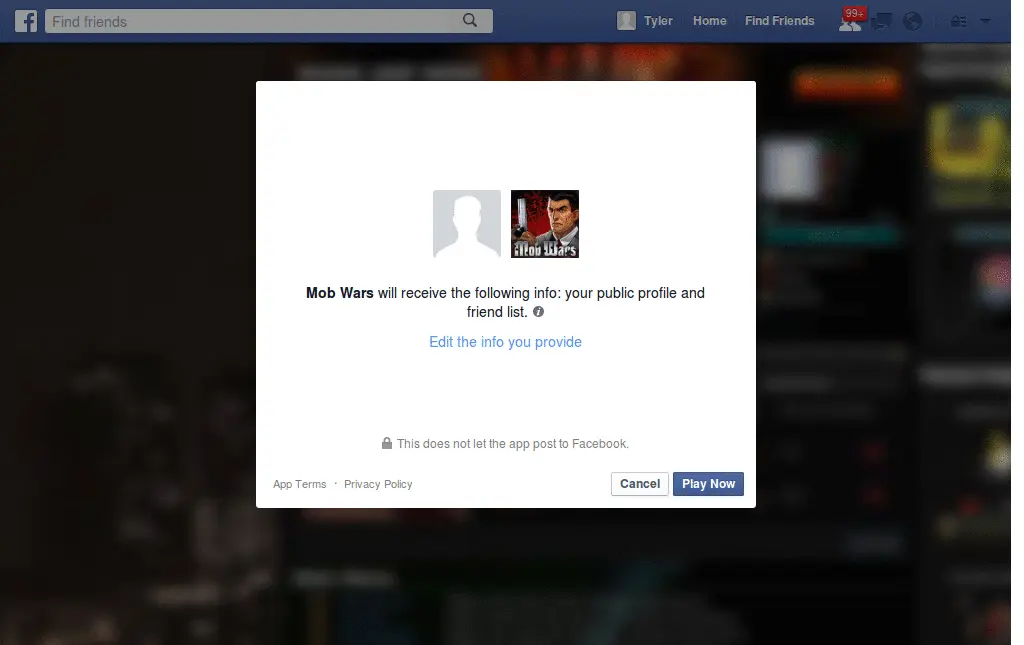 Find friends
Tyler Home Find Friends 99+
Mob Wars
Mob Wars will receive the following info: your public profile and
friend list.
Edit the info you provide
This does not let the app post to Facebook.
App Terms · Privacy Policy
Cancel Play Now